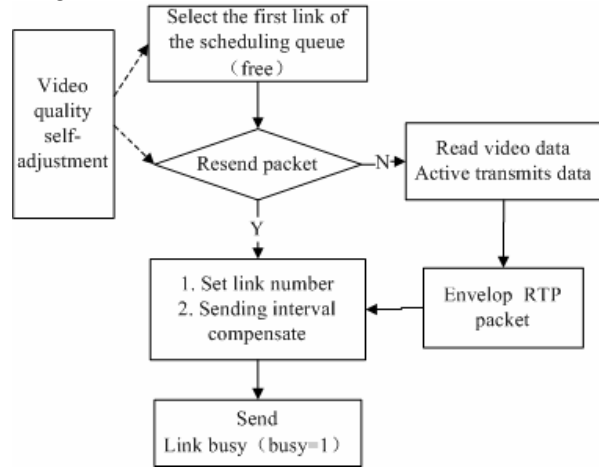 Select the first link of
the scheduling queue
（free）
Video
quality
self-
adjustment
Resend packet
N
Read video data
Active transmits data
Y
1. Set link number
2. Sending interval
compensate
Envelop RTP
packet
Send
Link busy（busy=1）